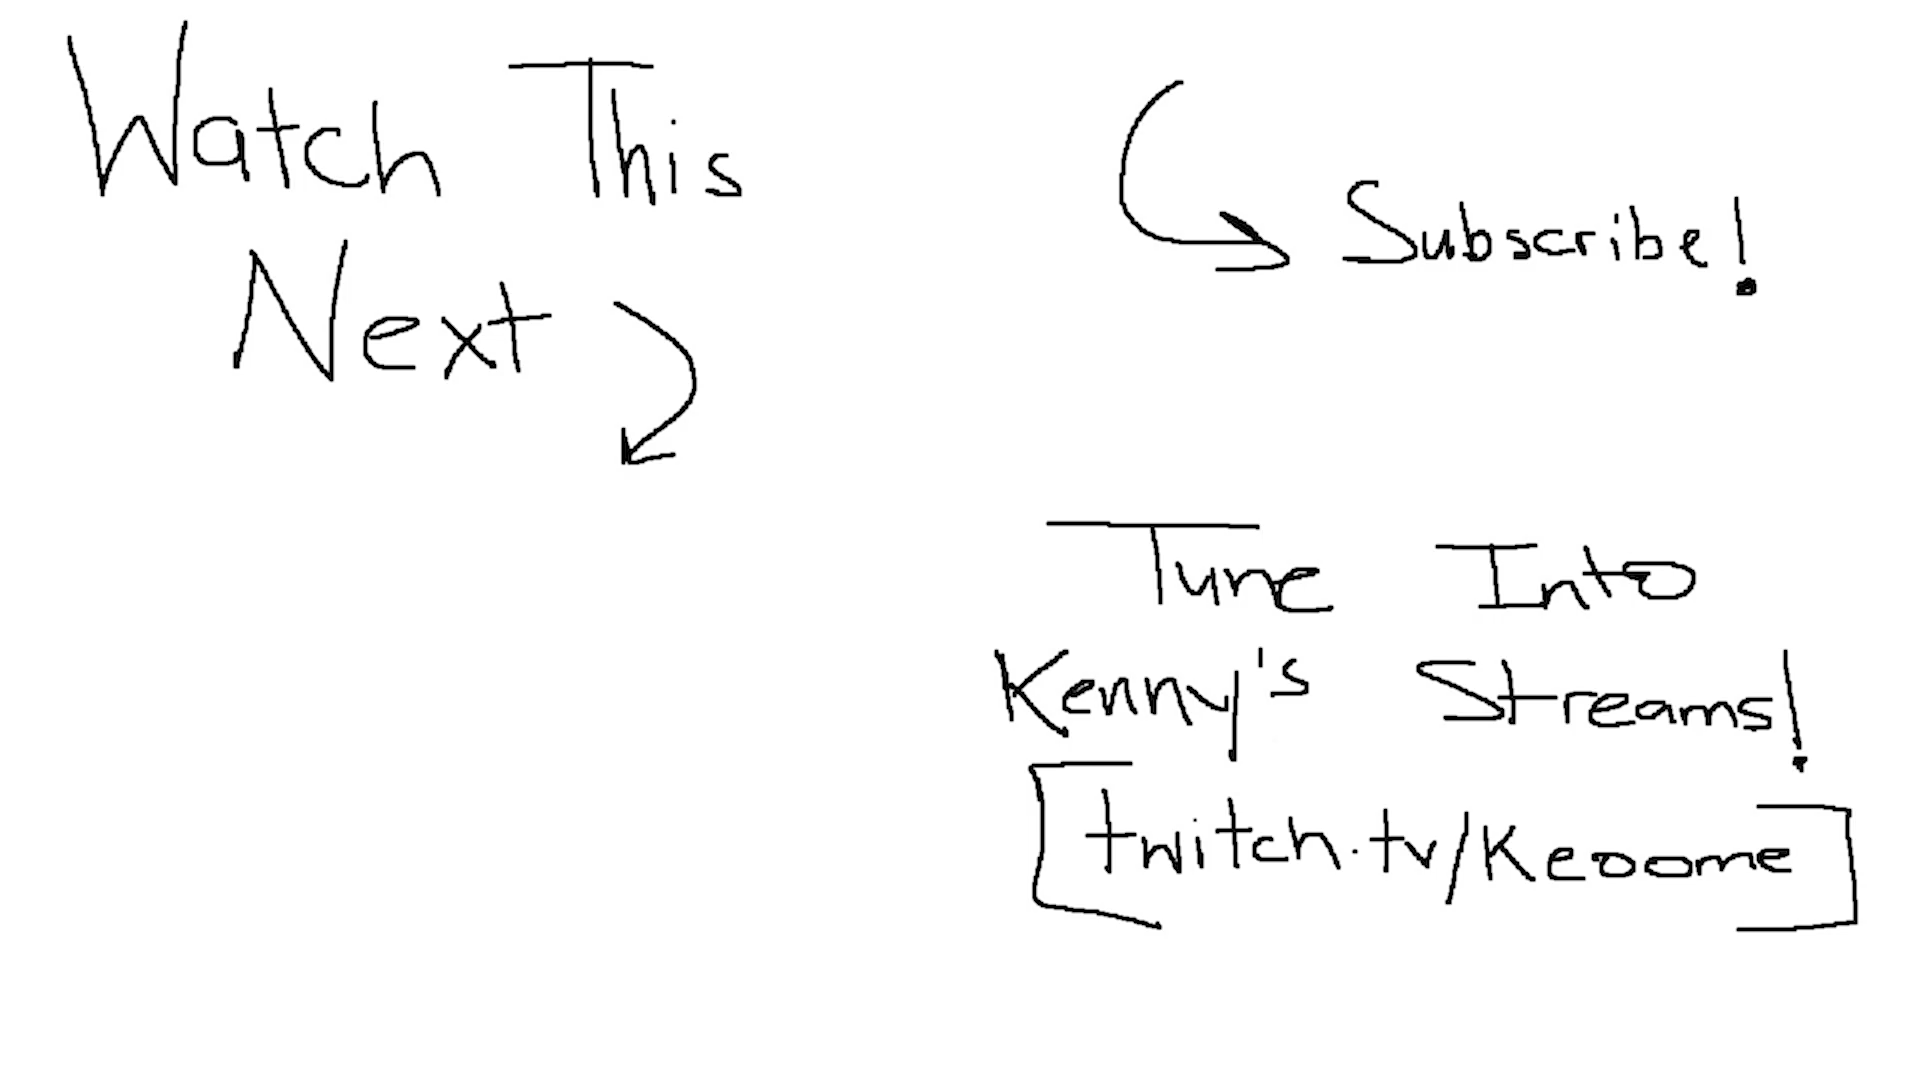 Watch This
Next
Subscribe!
Tune Into
Kenny's Streams!
[twitch.tv/Keoome]